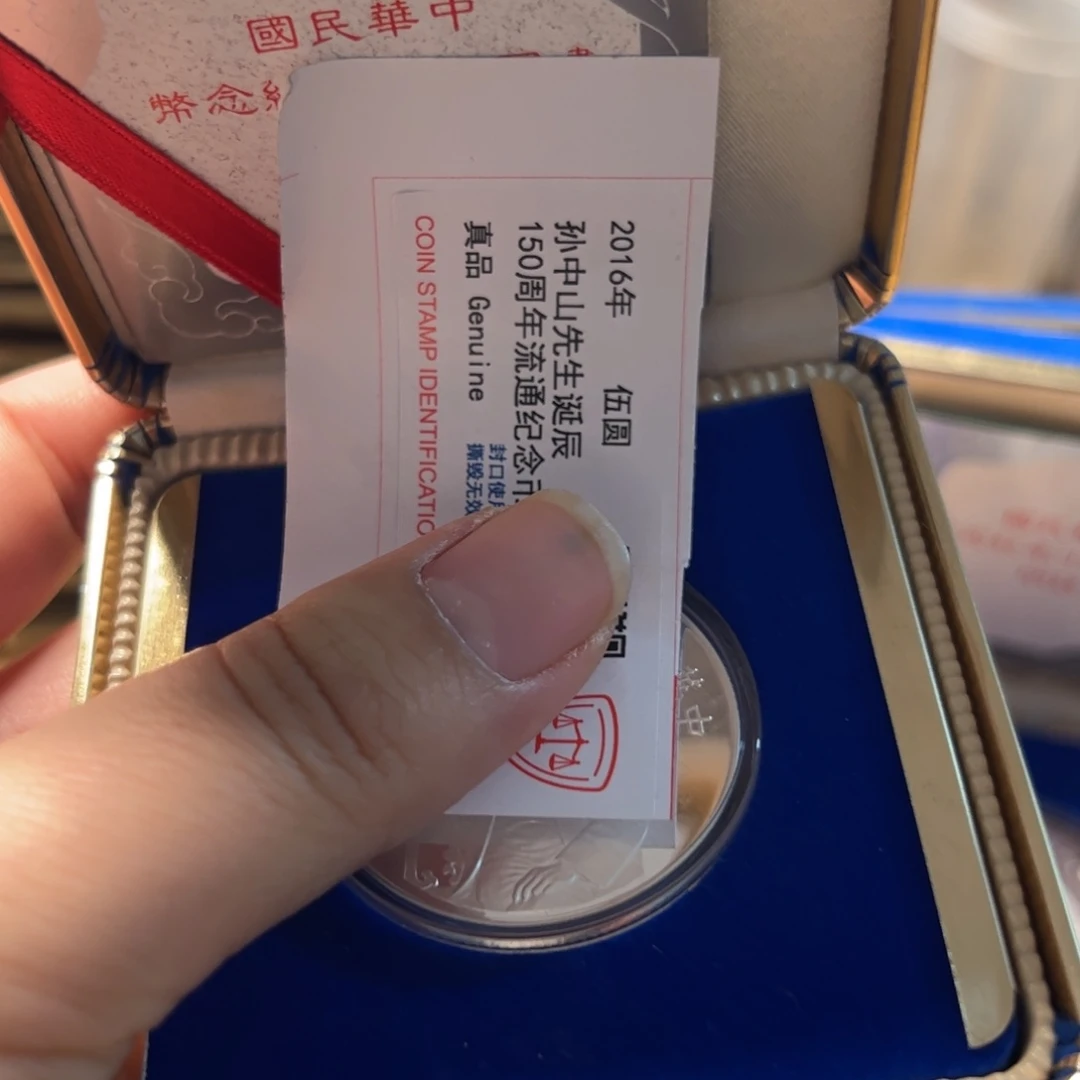 中華民國
念幣
2016年 伍圆
孙中山先生诞辰
150周年流通纪念
真品 Genuine
封口使
撕毁无效
COIN STAMP IDENTIFICATIO
中